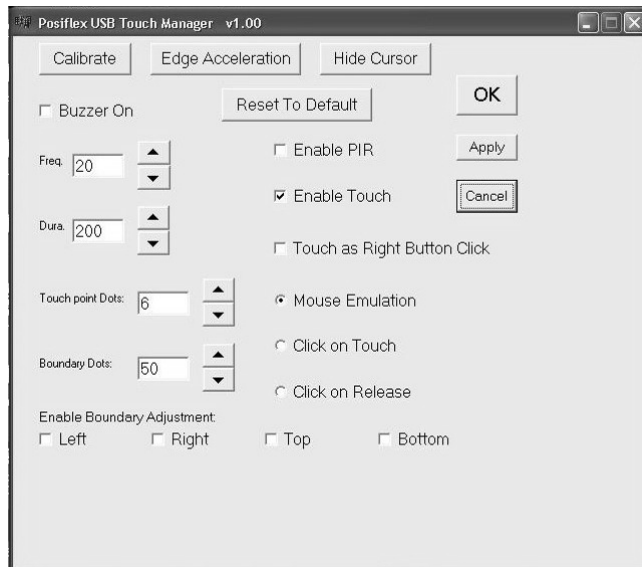 Posiflex USB Touch Manager v1.00
Calibrate Edge Acceleration Hide Cursor
OK
Buzzer On Reset To Default
Freq. 20 Enable PIR Apply
Enable Touch Cancel
Dura. 200
Touch as Right Button Click
Touch point Dots: 6 Mouse Emulation
Click on Touch
Boundary Dots: 50
Click on Release
Enable Boundary Adjustment:
Left Right Top Bottom